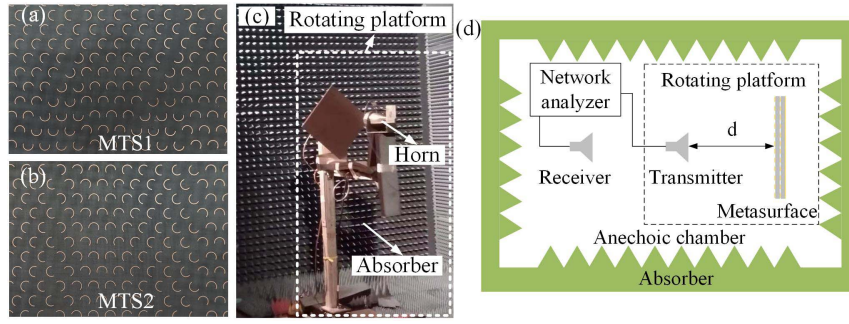 (a)
MTS1
(b)
MTS2
(c)
Rotating platform
Horn
Absorber
(d)
Network
analyzer
Rotating platform
d
Receiver
Transmitter
Metasurface
Anechoic chamber
Absorber